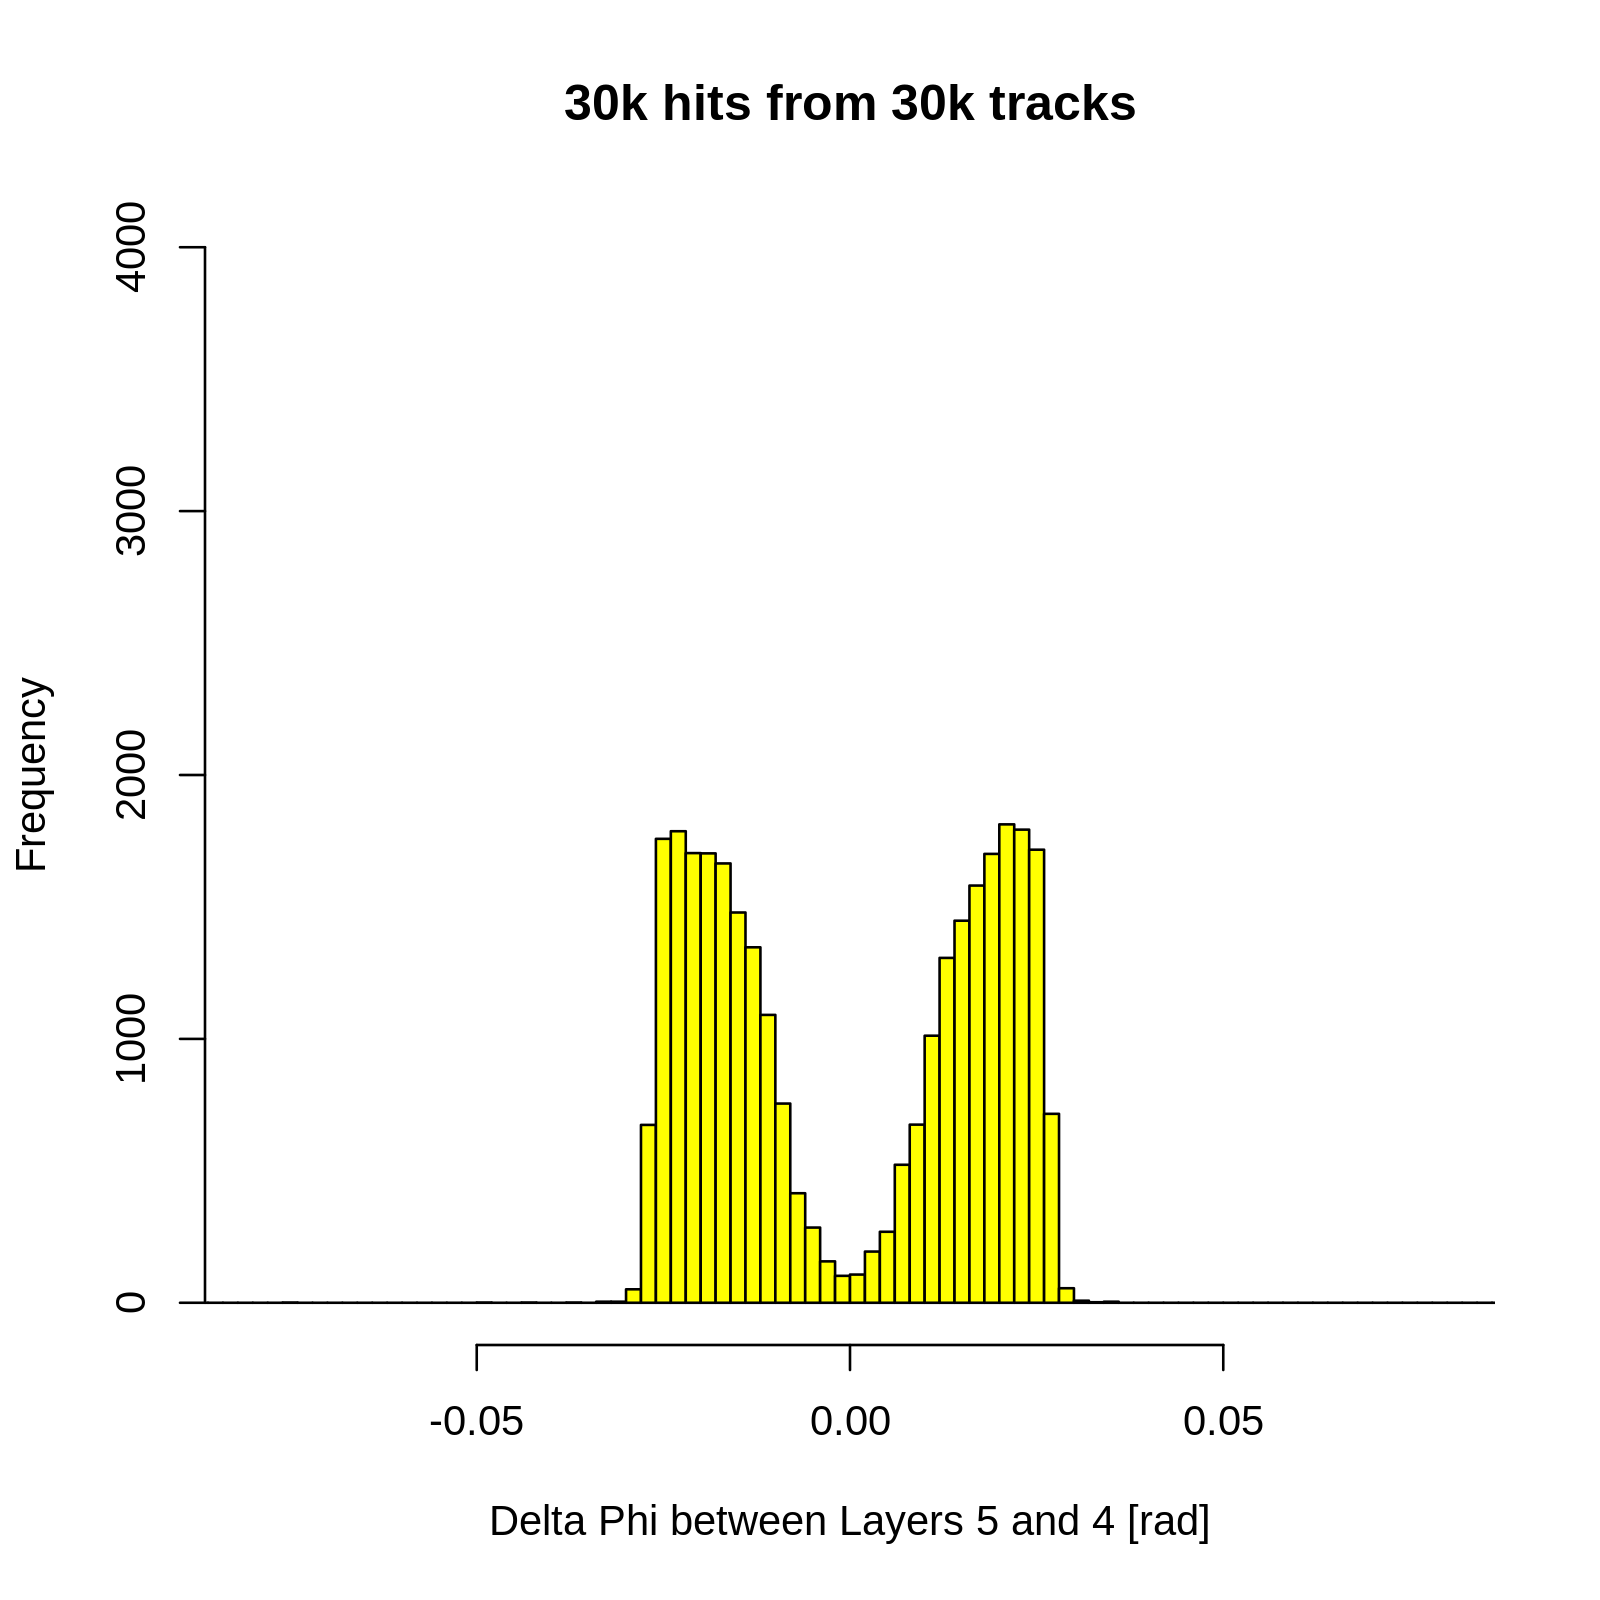 30k hits from 30k tracks
4000
3000
2000
1000
0
Frequency
-0.05 0.00 0.05
Delta Phi between Layers 5 and 4 [rad]